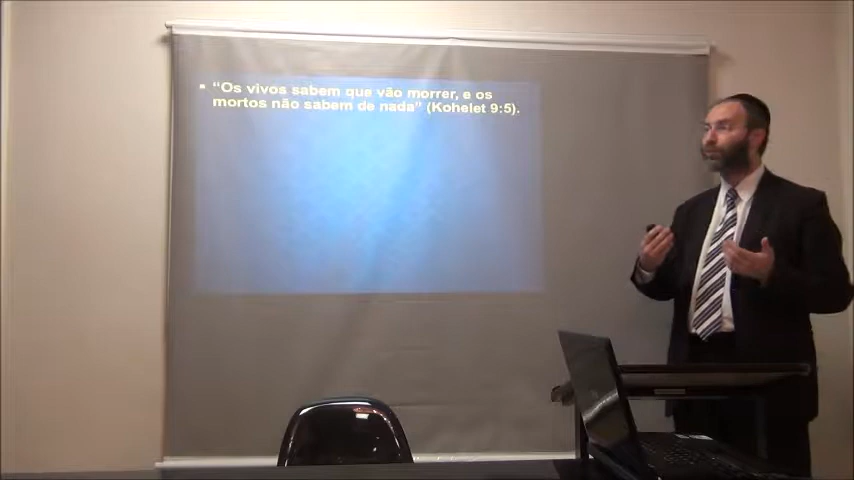 ▪ “Os vivos sabem que vão morrer, e os
mortos não sabem de nada” (Kohelet 9:5).